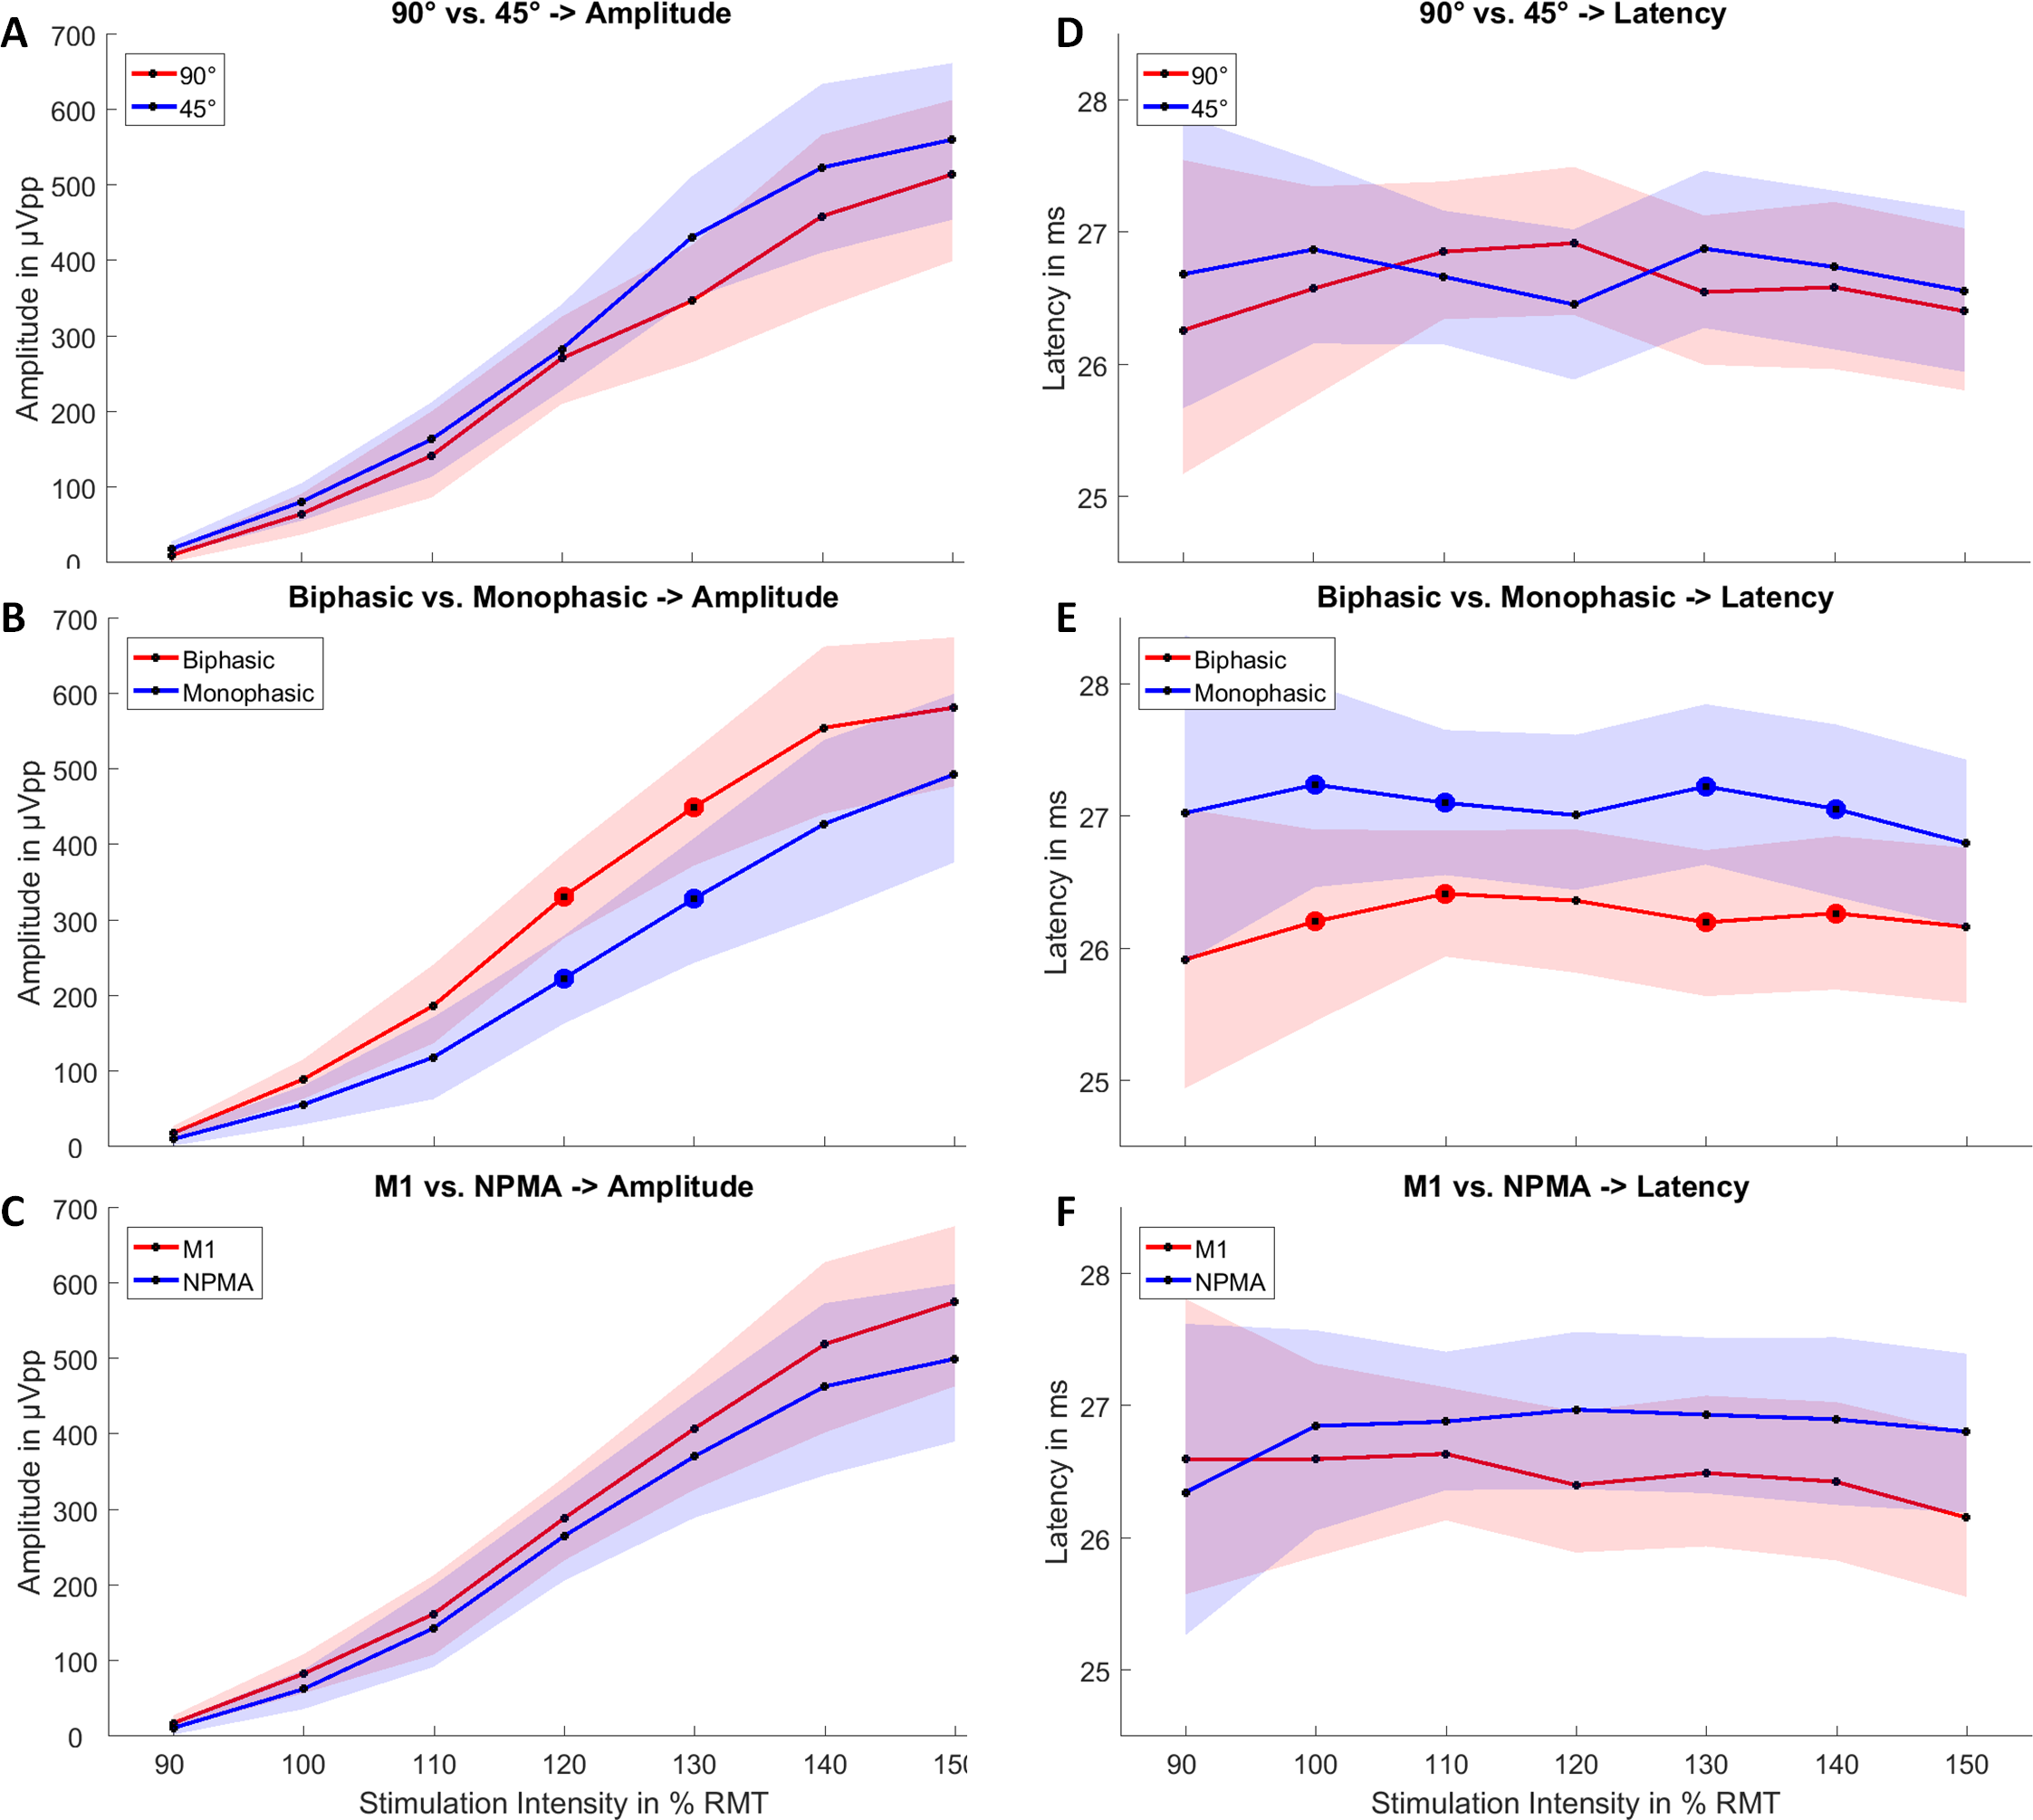 A
90° vs. 45° -> Amplitude
700
600
500
400
300
200
100
0
Amplitude in µVpp
90°
45°
D
90° vs. 45° -> Latency
28
27
26
25
Latency in ms
90°
45°
B
Biphasic vs. Monophasic -> Amplitude
700
600
500
400
300
200
100
0
Amplitude in µVpp
Biphasic
Monophasic
E
Biphasic vs. Monophasic -> Latency
28
27
26
25
Latency in ms
Biphasic
Monophasic
C
M1 vs. NPMA -> Amplitude
700
600
500
400
300
200
100
0
Amplitude in µVpp
M1
NPMA
90 100 110 120 130 140 150
Stimulation Intensity in % RMT
F
M1 vs. NPMA -> Latency
28
27
26
25
Latency in ms
M1
NPMA
90 100 110 120 130 140 150
Stimulation Intensity in % RMT